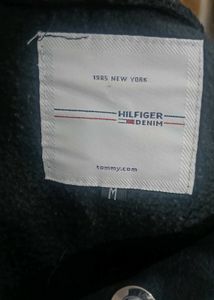 1985 NEW YORK
HILFIGER
DENIM
tommy.com
M